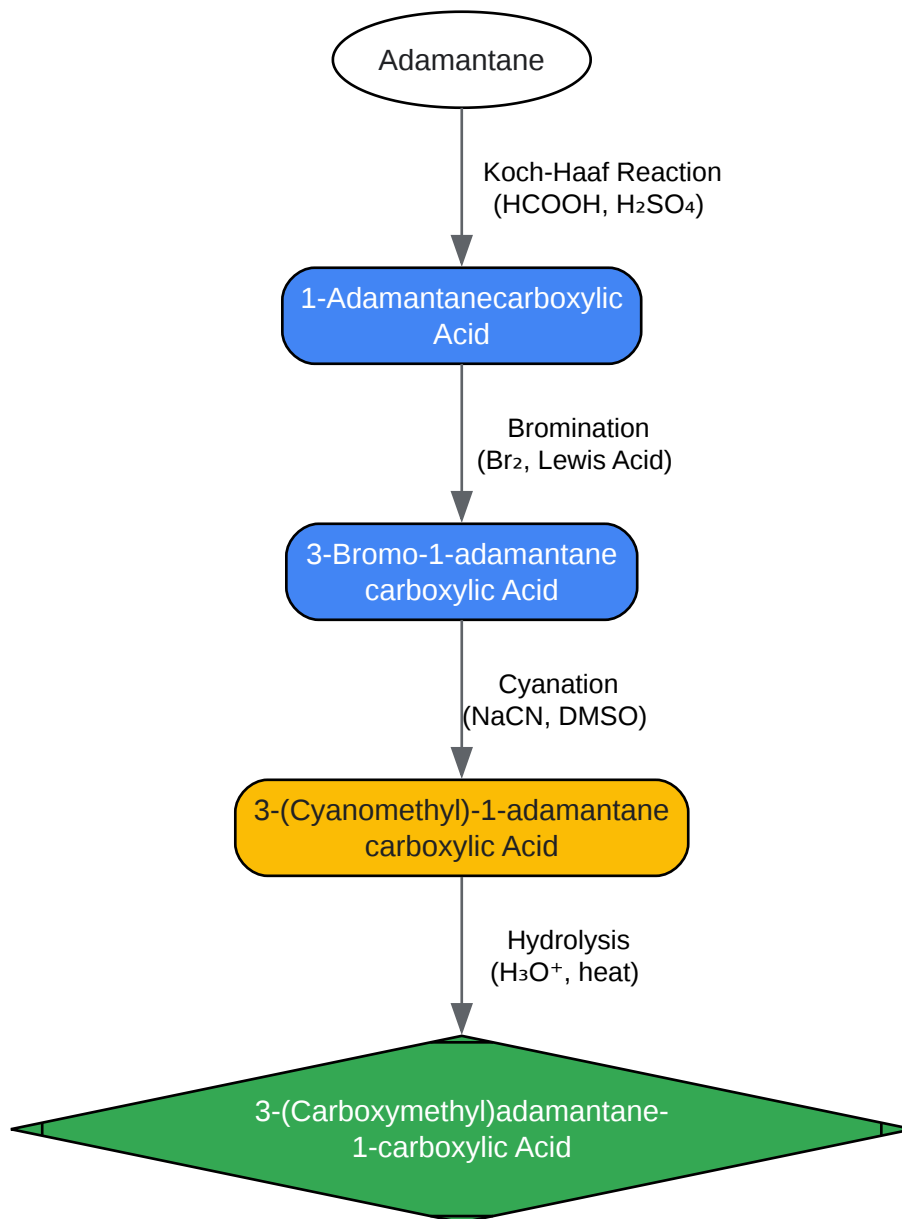 Adamantane
Koch-Haaf Reaction
(HCOOH, H₂SO₄)
1-Adamantanecarboxylic
Acid
Bromination
(Br₂, Lewis Acid)
3-Bromo-1-adamantane
carboxylic Acid
Cyanation
(NaCN, DMSO)
3-(Cyanomethyl)-1-adamantane
carboxylic Acid
Hydrolysis
(H₃O⁺, heat)
3-(Carboxymethyl)adamantane-
1-carboxylic Acid